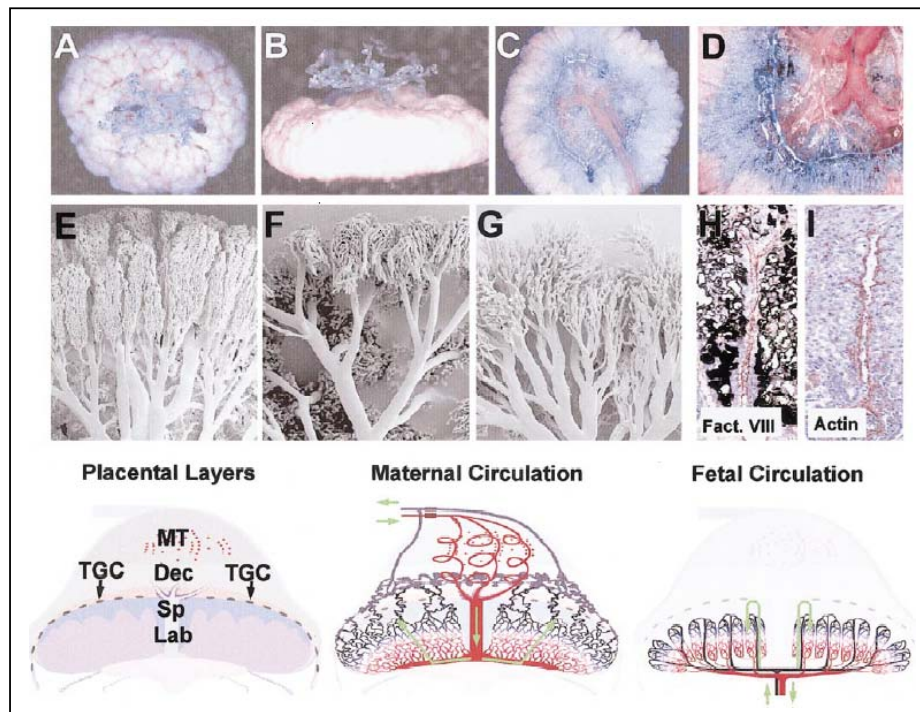 A B C D
E F G H I
Fact. VIII Actin
Placental Layers Maternal Circulation Fetal Circulation
MT
TGC Dec TGC
Sp
Lab